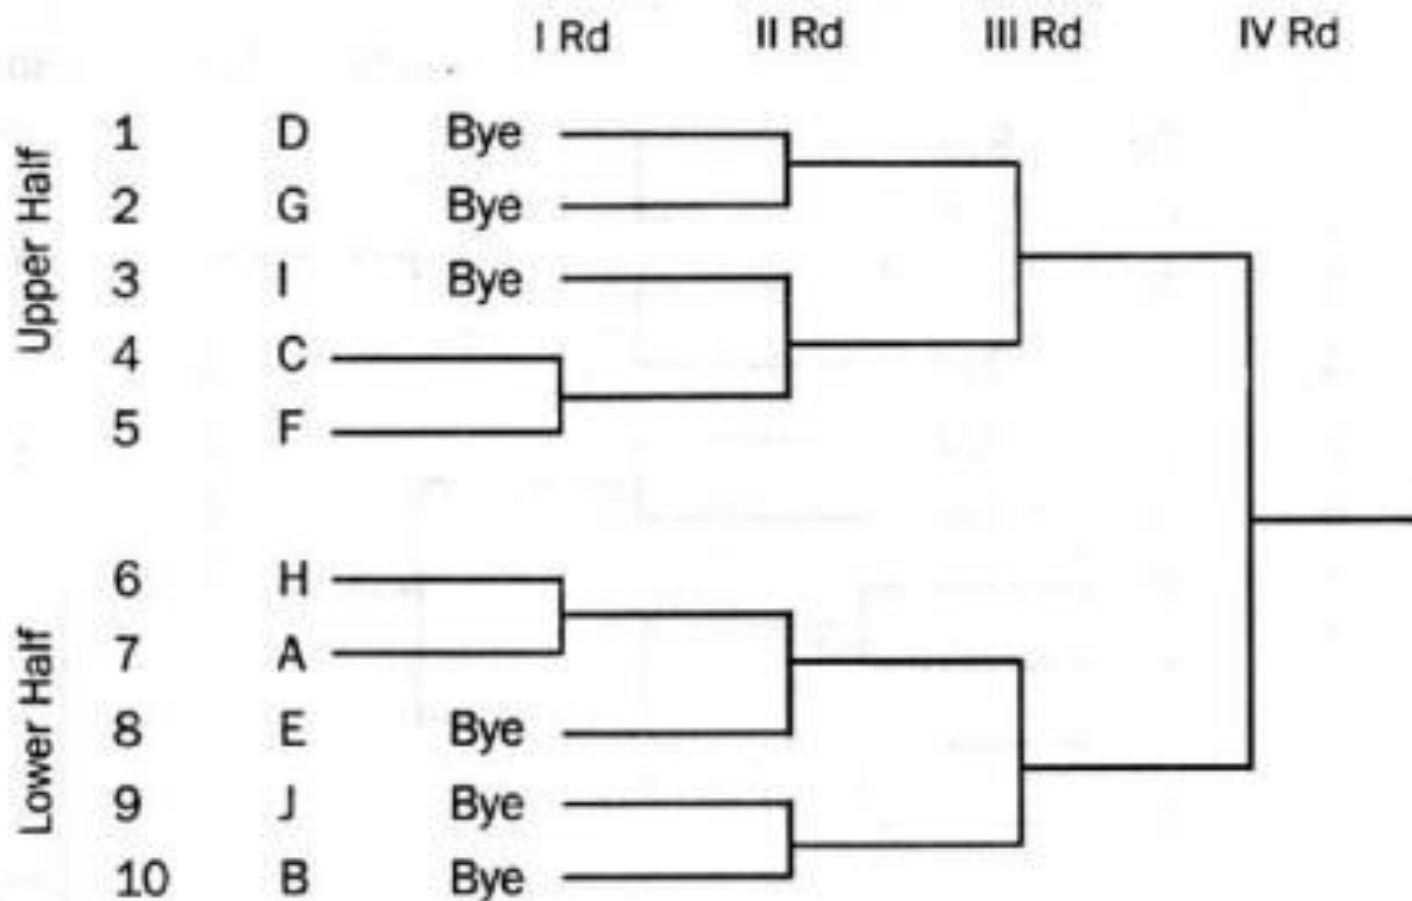 I Rd II Rd III Rd IV Rd
Upper Half
1 D Bye
2 G Bye
3 I Bye
4 C
5 F
Lower Half
6 H
7 A
8 E Bye
9 J Bye
10 B Bye